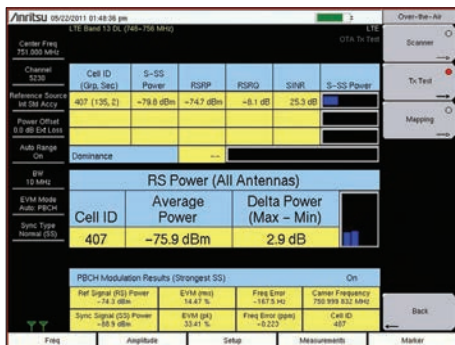 Anritsu 05/22/2011 01:48:36 pm
LTE Band 13 DL (746-756 MHz)
LTE
OTA Tx Test
Over-the-Air
Center Freq
751.000 MHz
Channel
5230
Reference Source
Int Std Accy
Power Offset
0.0 dB Ext Loss
Auto Range
On
BW
10 MHz
EVM Mode
Auto: PBCH
Sync Type
Normal (SS)
Cell ID
(Grp, Sec)
S-SS
Power
RSRP
RSRQ
SINR
S-SS Power
407 (135, 2)
-79.8 dBm
-74.7 dBm
-8.1 dB
25.3 dB
Dominance
--
RS Power (All Antennas)
Cell ID
Average
Power
Delta Power
(Max - Min)
407
-75.9 dBm
2.9 dB
PBCH Modulation Results (Strongest SS)
On
Ref Signal (RS) Power
-74.3 dBm
EVM (rms)
14.47 %
Freq Error
-167.5 Hz
Carrier Frequency
750.999 832 MHz
Sync Signal (SS) Power
-80.9 dBm
EVM (pk)
33.41 %
Freq Error (ppm)
-0.223
Cell ID
407
Scanner
Tx Test
Mapping
Back
Freq
Amplitude
Setup
Measurements
Marker